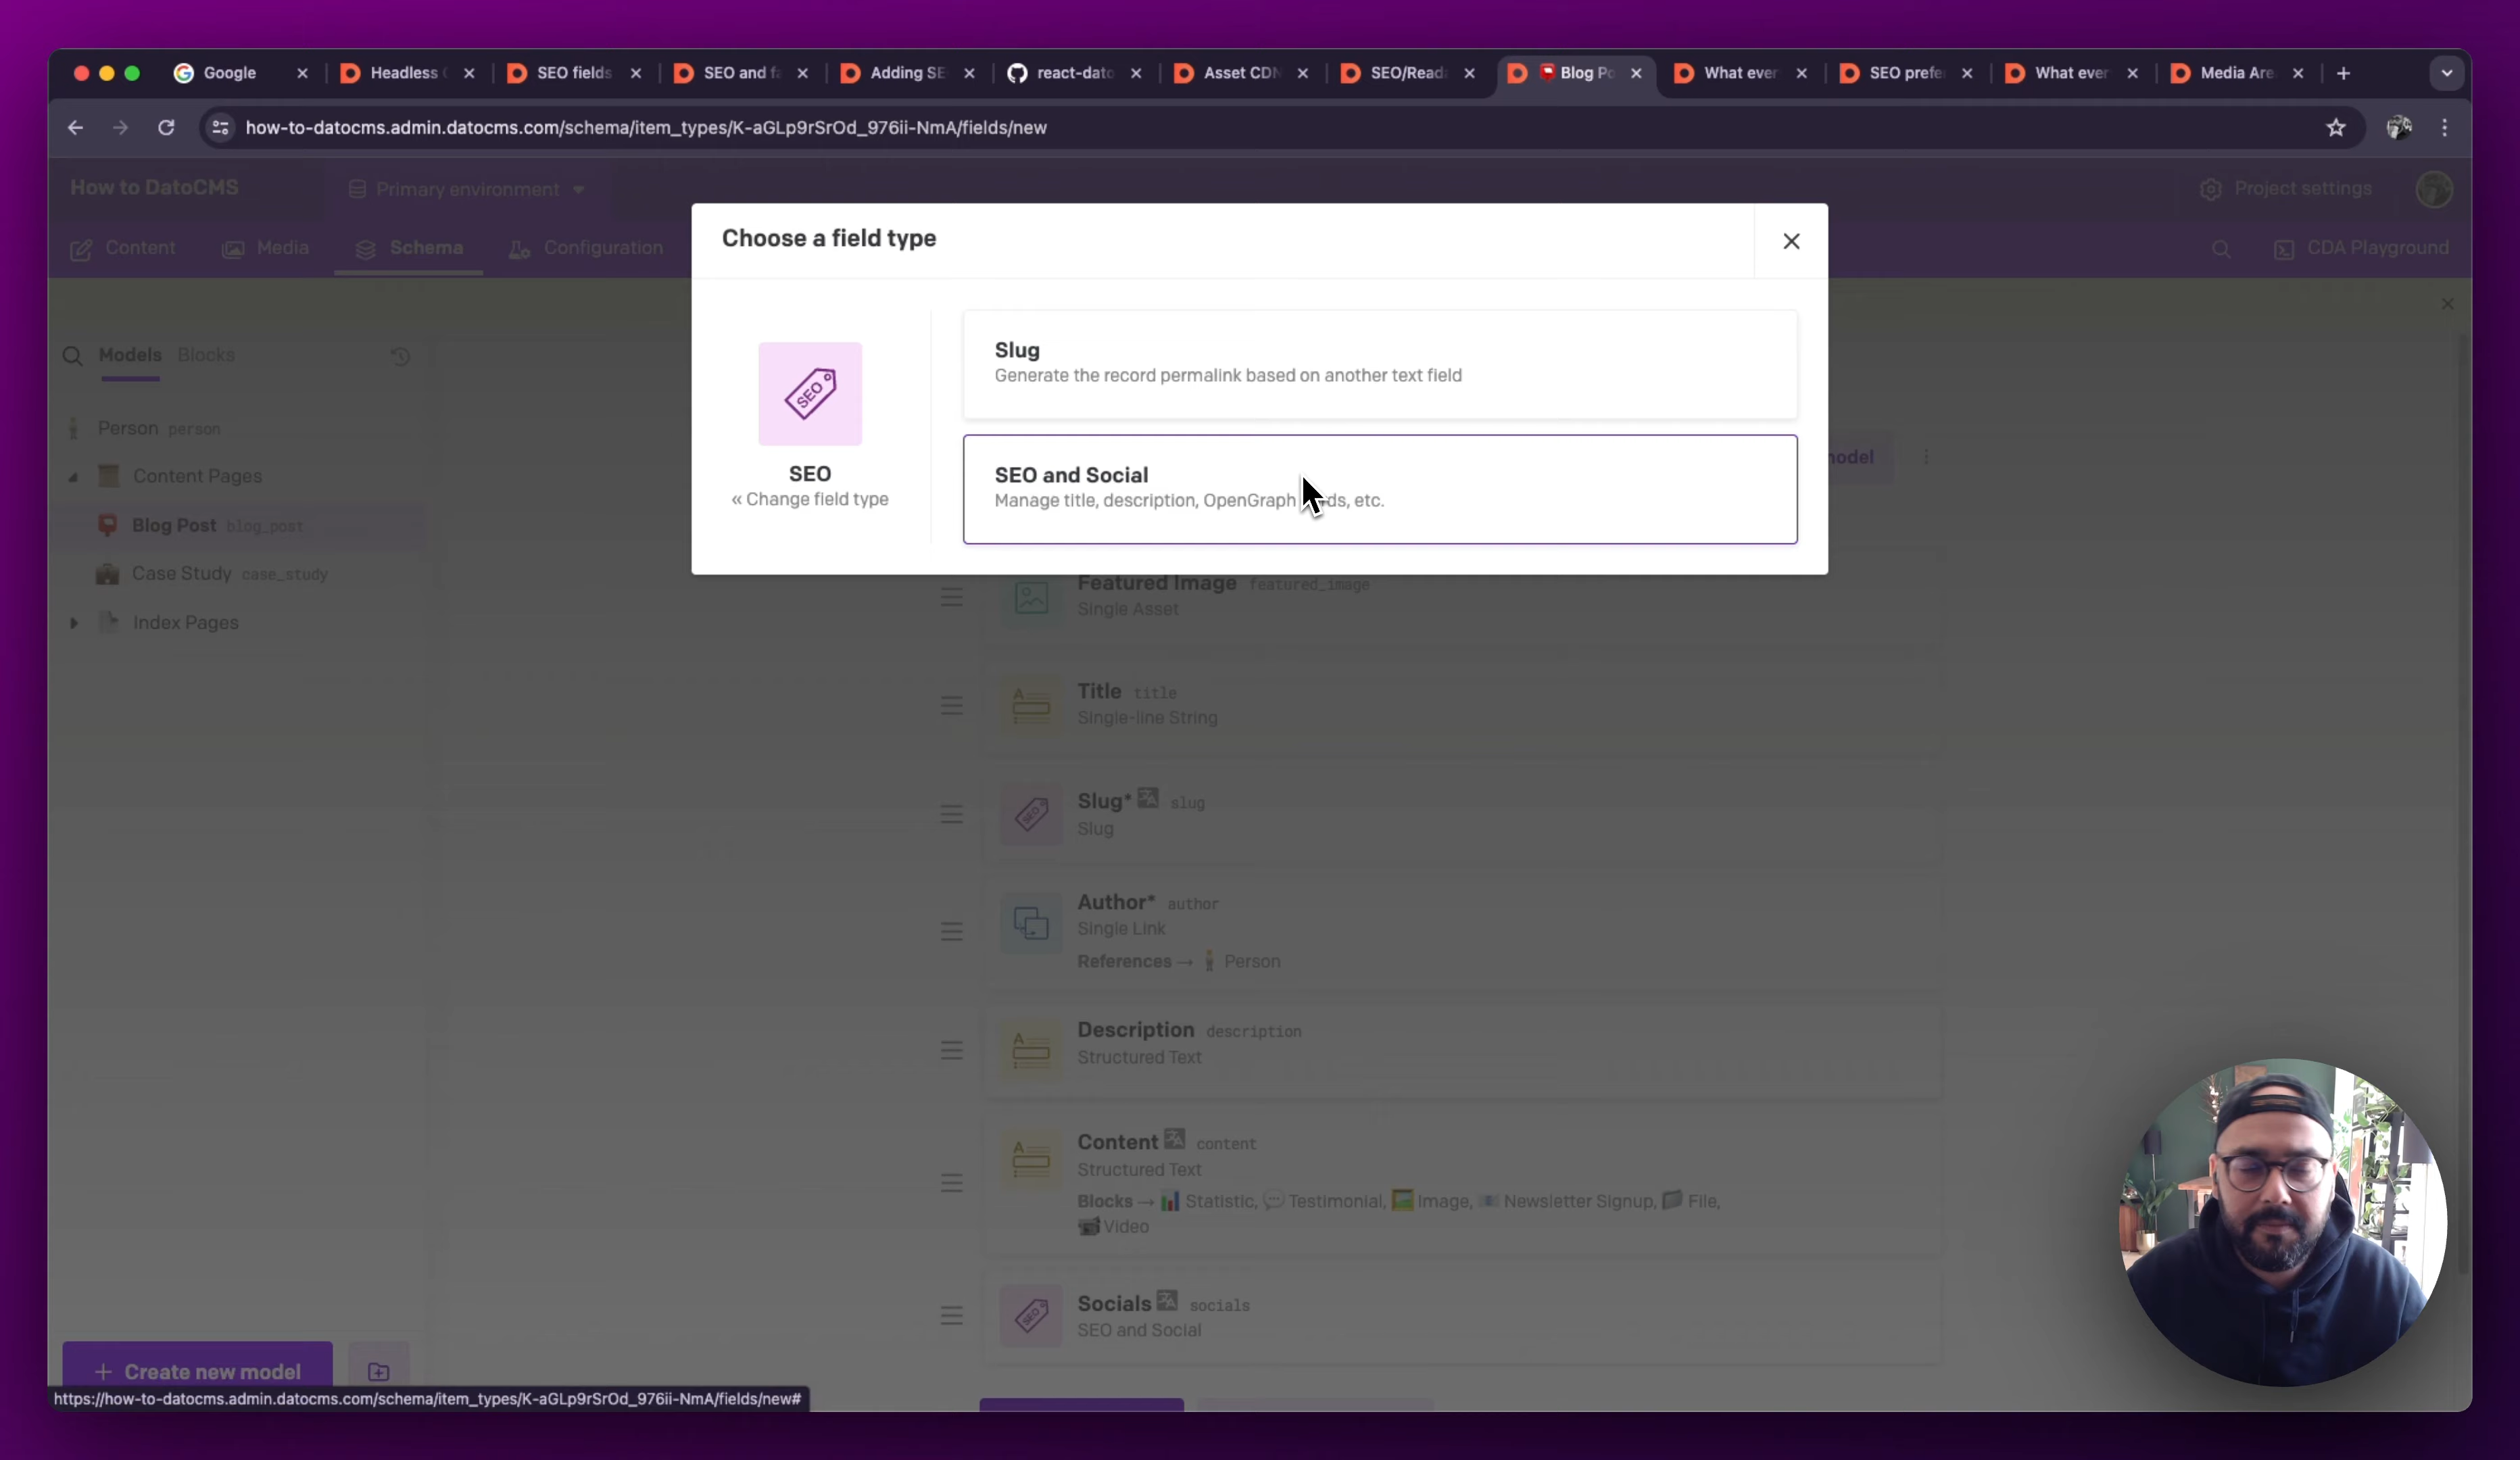 Google
Headless
SEO fields
SEO and fa
Adding SE
react-dato
Asset CDN
SEO/Reada
Blog Po
What ever
SEO prefe
What ever
Media Are
how-to-datocms.admin.datocms.com/schema/item_types/K-aGLp9rSrOd_976ii-NmA/fields/new
How to DatoCMS
Primary environment
Project settings
Content
Media
Schema
Configuration
CDA Playground
Choose a field type
SEO
SEO
« Change field type
Slug
Generate the record permalink based on another text field
SEO and Social
Manage title, description, OpenGraph
etc.
Models Blocks
Person person
Content Pages
Blog Post blog_post
Case Study case_study
Index Pages
model
Featured Image featured_image
Single Asset
Title title
Single-line String
Slug* slug
Slug
Author* author
Single Link
References → Person
Description description
Structured Text
Content content
Structured Text
Blocks → Statistic, Testimonial, Image, Newsletter Signup, File,
Video
Socials socials
SEO and Social
+ Create new model
https://how-to-datocms.admin.datocms.com/schema/item_types/K-aGLp9rSrOd_976ii-NmA/fields/new#